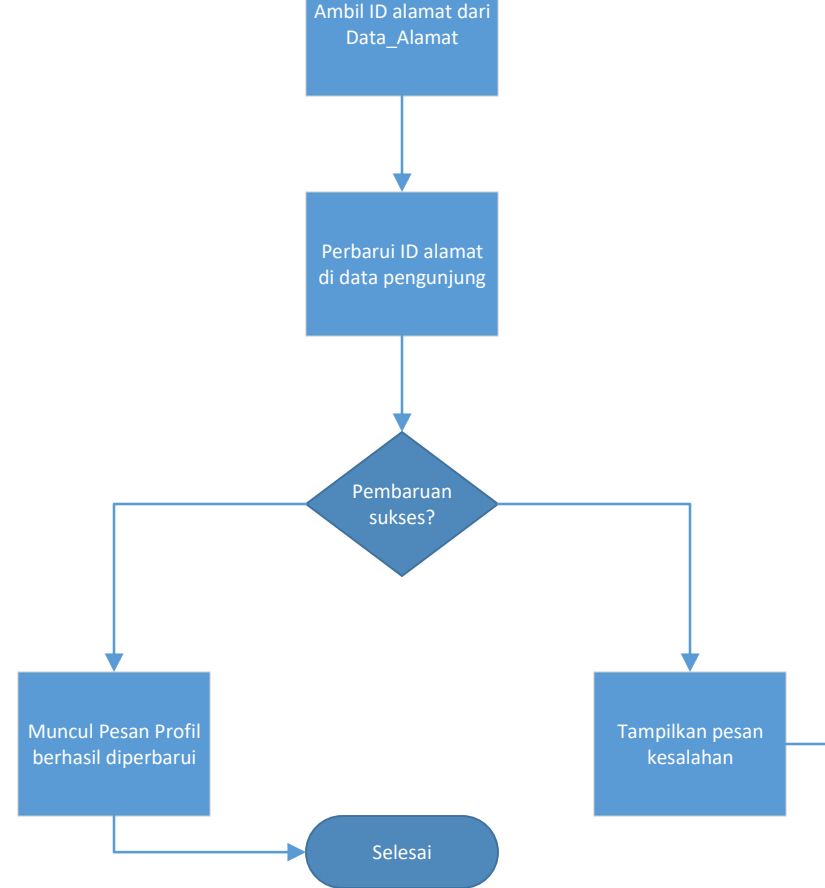 Ambil ID alamat dari
Data_Alamat
Perbarui ID alamat
di data pengunjung
Pembaruan
sukses?
Muncul Pesan Profil
berhasil diperbarui
Tampilkan pesan
kesalahan
Selesai